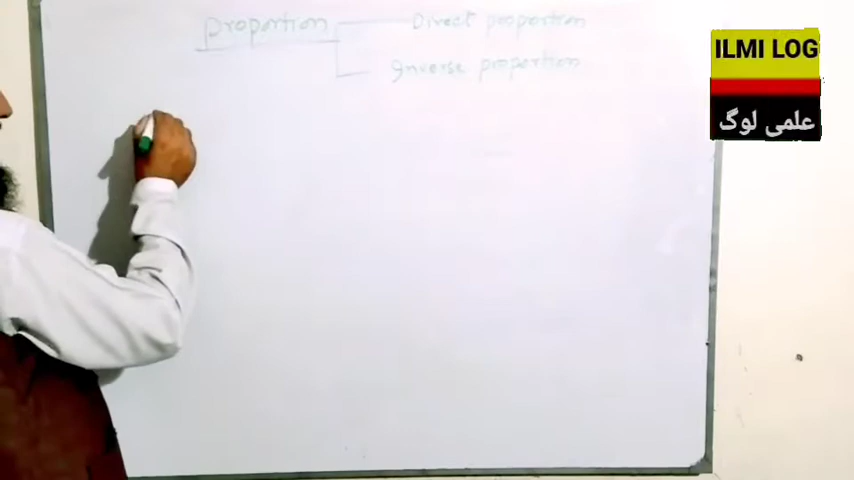 Proportion Direct proportion
Inverse proportion
ILMI LOG
علمی لوگ